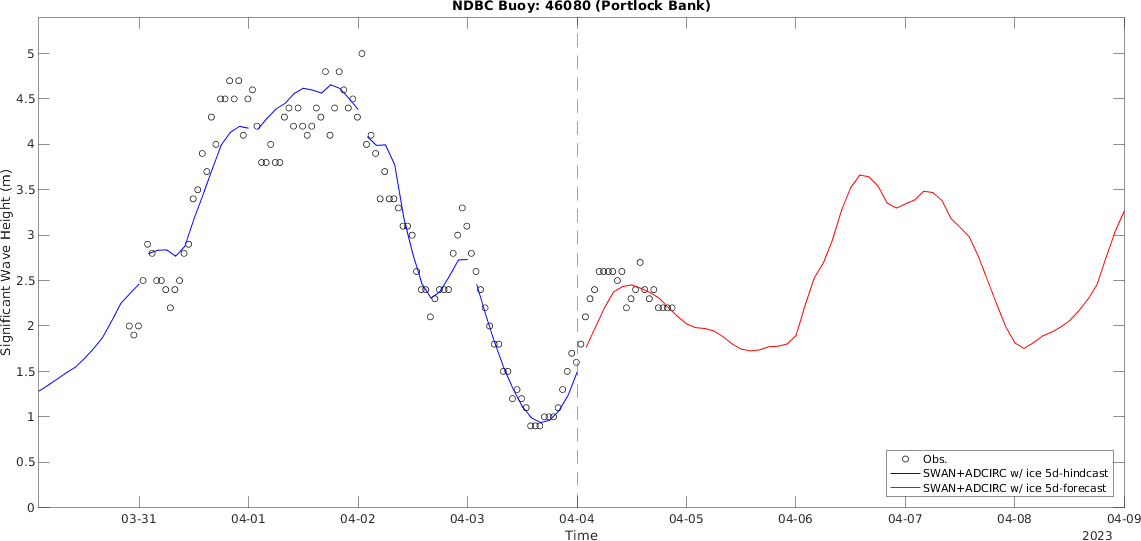 NDBC Buoy: 46080 (Portlock Bank)
5
4.5
4
3.5
3
2.5
2
1.5
1
0.5
0
Significant Wave Height (m)
Obs.
SWAN+ADCIRC w/ ice 5d-hindcast
SWAN+ADCIRC w/ ice 5d-forecast
03-31 04-01 04-02 04-03 04-04 04-05 04-06 04-07 04-08 04-09
Time
2023